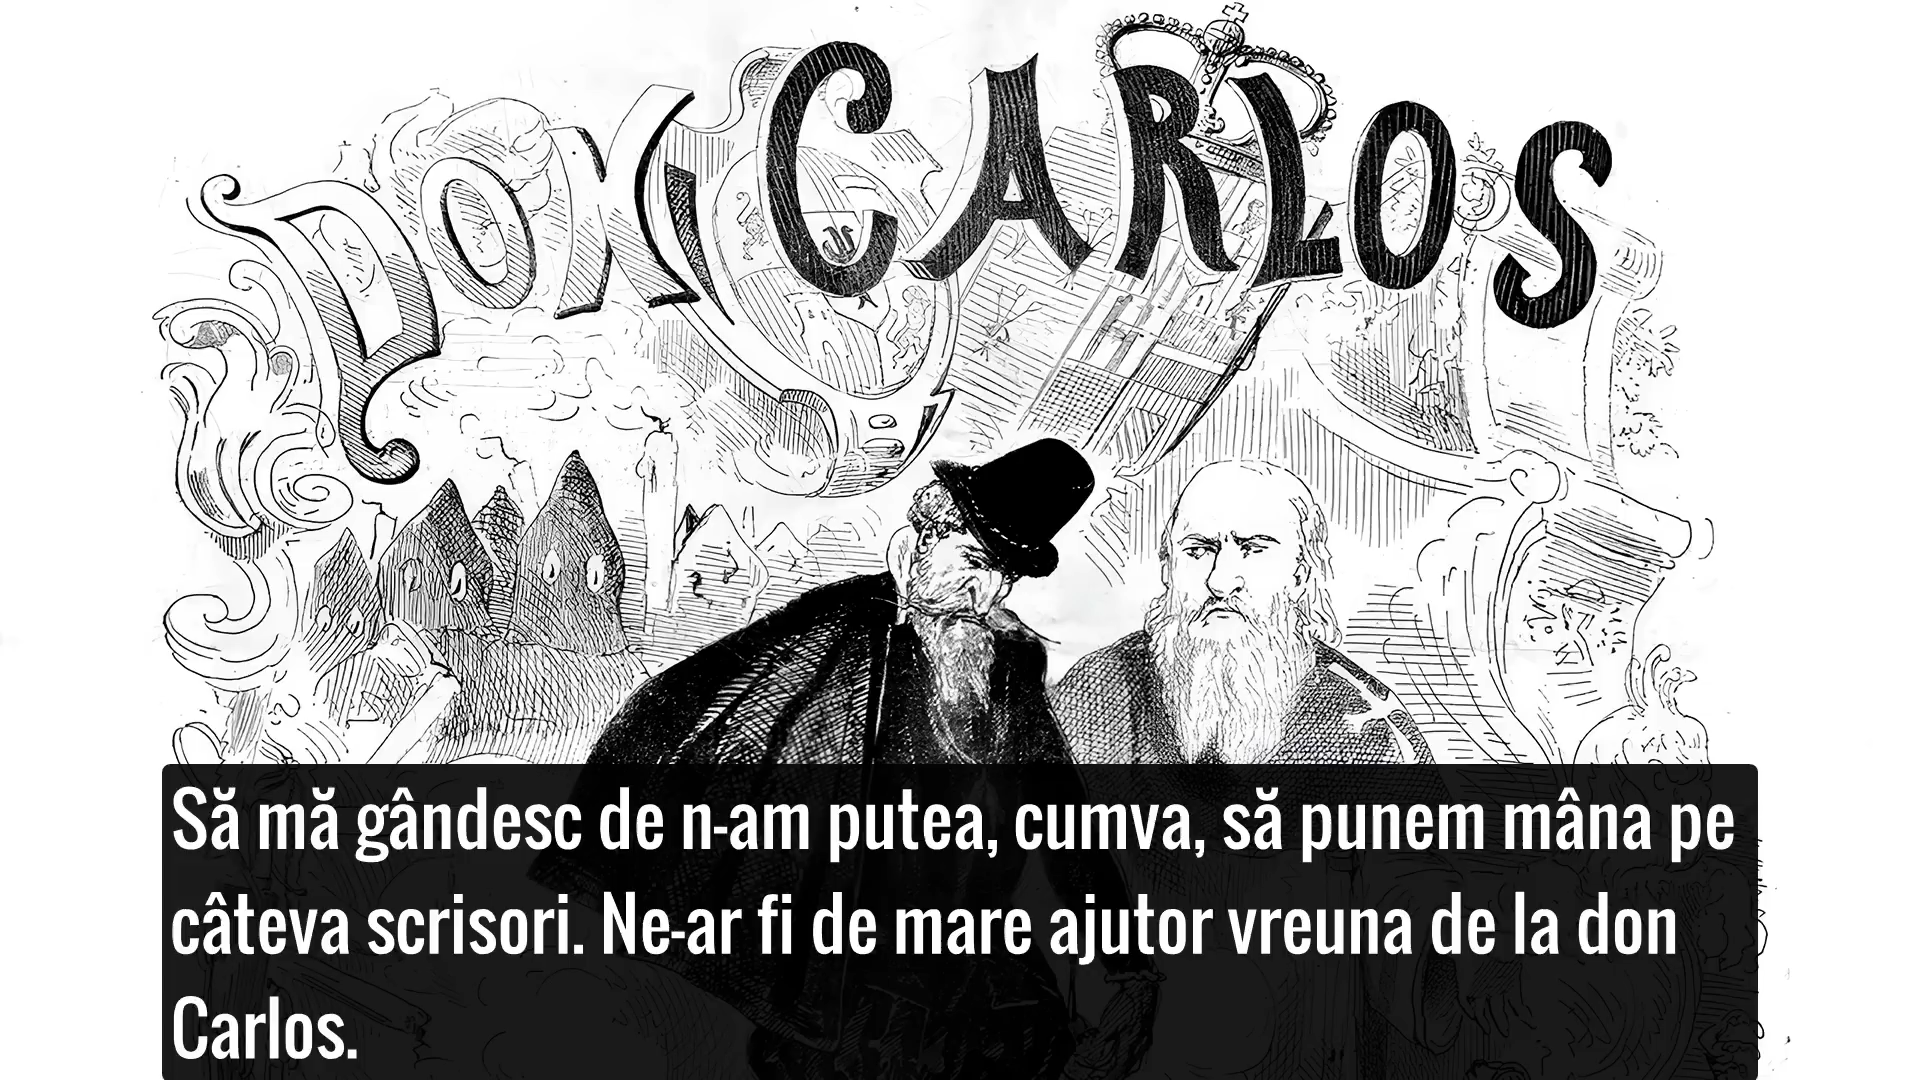 DON CARLOS
Să mă gândesc de n-am putea, cumva, să punem mâna pe
câteva scrisori. Ne-ar fi de mare ajutor vreuna de la don
Carlos.